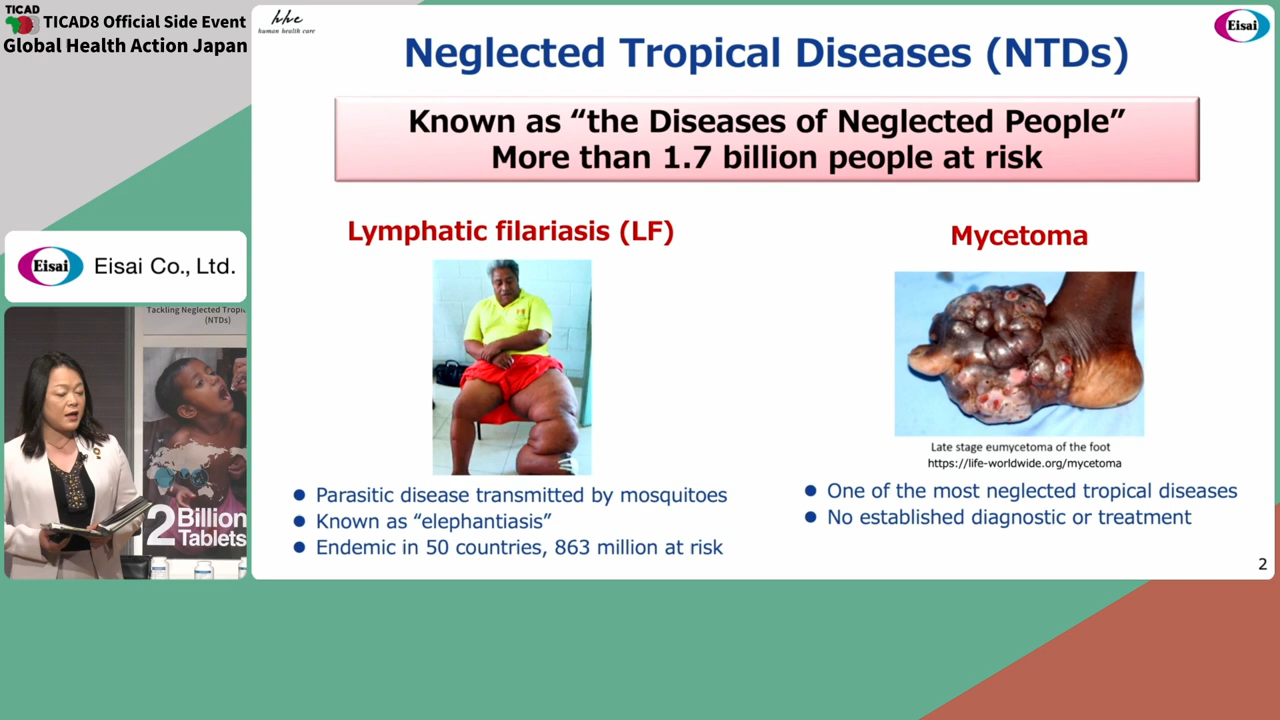 TICAD
TICAD8 Official Side Event
Global Health Action Japan
hhc
human health care
Eisai
Neglected Tropical Diseases (NTDs)
Known as “the Diseases of Neglected People”
More than 1.7 billion people at risk
Lymphatic filariasis (LF)
Mycetoma
Late stage eumycetoma of the foot
https://life-worldwide.org/mycetoma
● Parasitic disease transmitted by mosquitoes
● Known as “elephantiasis”
● Endemic in 50 countries, 863 million at risk
● One of the most neglected tropical diseases
● No established diagnostic or treatment
2
Eisai
Eisai Co., Ltd.
Tackling Neglected Tropic
(NTDs)
2 Billion
Tablets